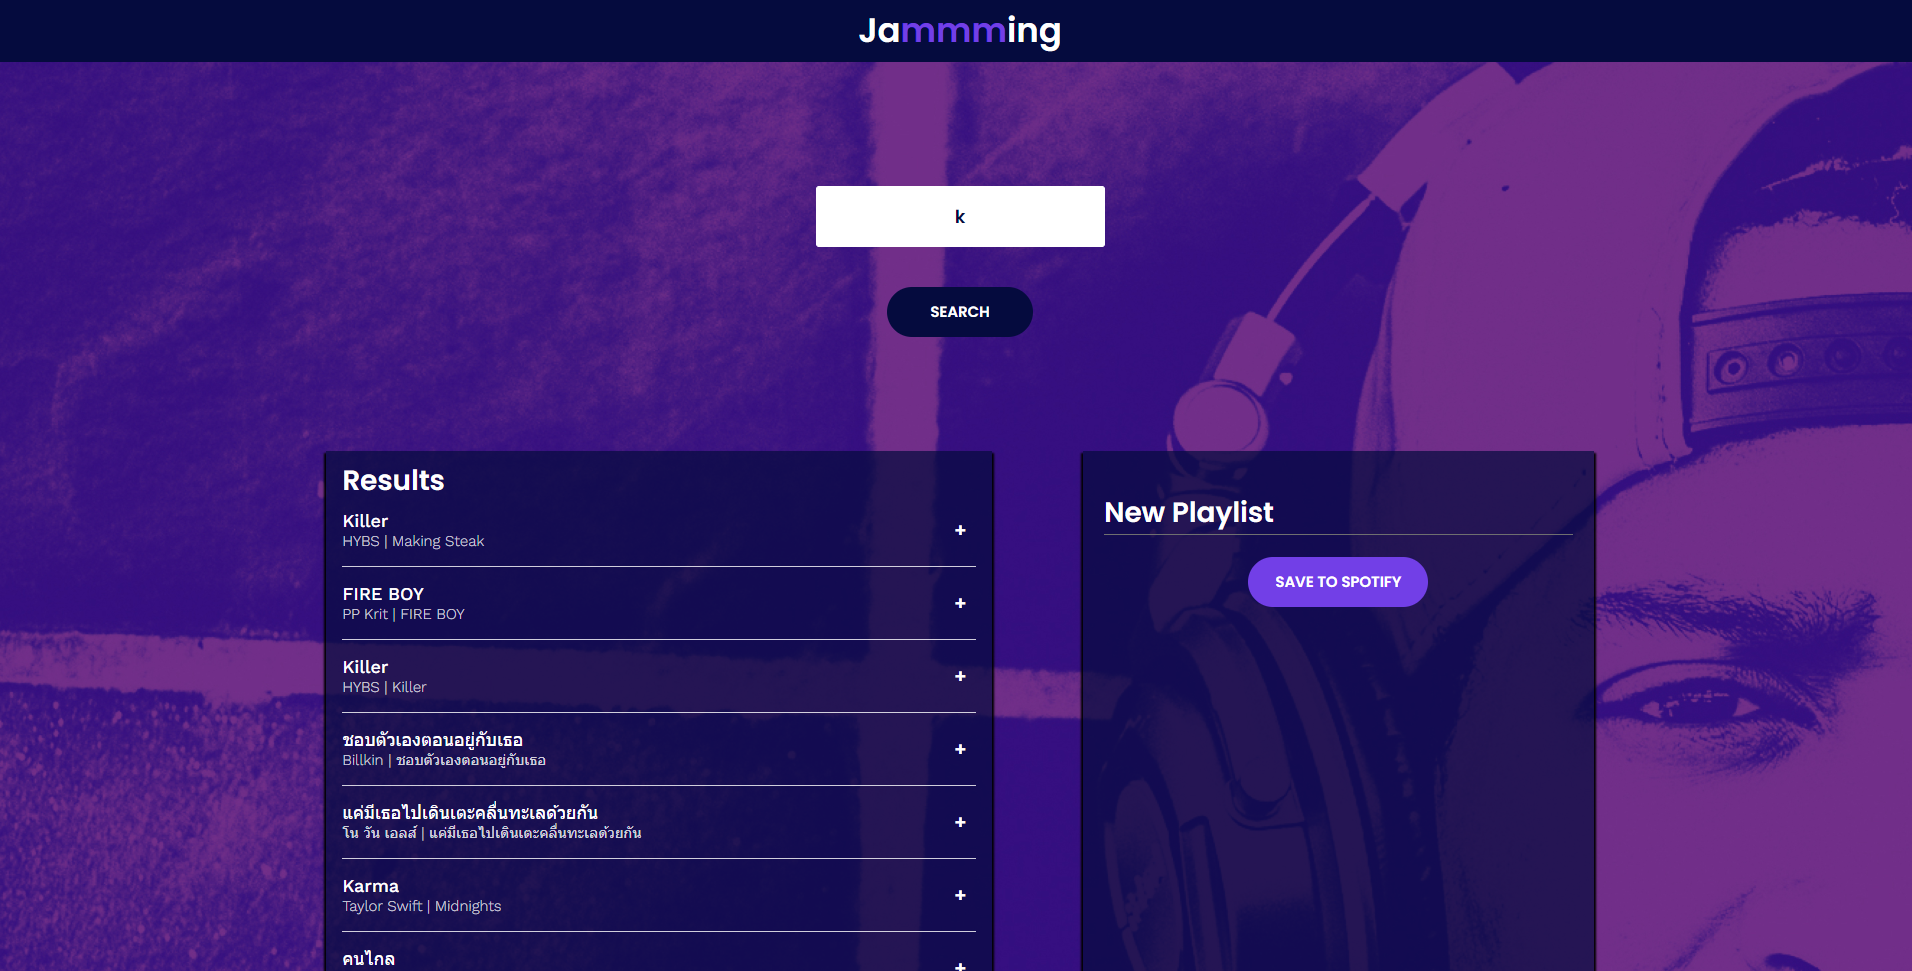 Jammming
k
SEARCH
Results
Killer
HYBS | Making Steak
+
FIRE BOY
PP Krit | FIRE BOY
+
Killer
HYBS | Killer
+
ชอบตัวเองตอนอยู่กับเธอ
Billkin | ชอบตัวเองตอนอยู่กับเธอ
+
แค่มีเธอไปเดินเตะคลื่นทะเลด้วยกัน
โน วัน เอลส์ | แค่มีเธอไปเดินเตะคลื่นทะเลด้วยกัน
+
Karma
Taylor Swift | Midnights
+
คนไกล
+
New Playlist
SAVE TO SPOTIFY